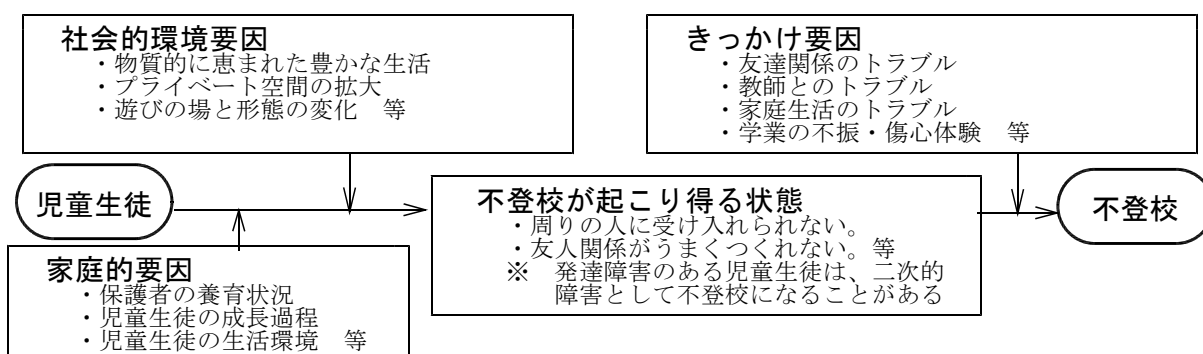 社会的環境要因
・物質的に恵まれた豊かな生活
・プライベート空間の拡大
・遊びの場と形態の変化　等
きっかけ要因
・友達関係のトラブル
・教師とのトラブル
・家庭生活のトラブル
・学業の不振・傷心体験　等
児童生徒
不登校が起こり得る状態
・周りの人に受け入れられない。
・友人関係がうまくつくれない。等
※　発達障害のある児童生徒は、二次的
障害として不登校になることがある
不登校
家庭的要因
・保護者の養育状況
・児童生徒の成長過程
・児童生徒の生活環境　等